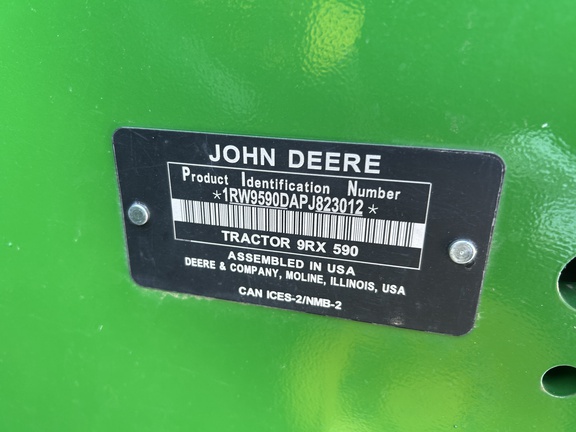 JOHN DEERE
Product Identification Number
*1RW9590DAPJ823012*
TRACTOR 9RX 590
ASSEMBLED IN USA
DEERE & COMPANY, MOLINE, ILLINOIS, USA
CAN ICES-2/NMB-2